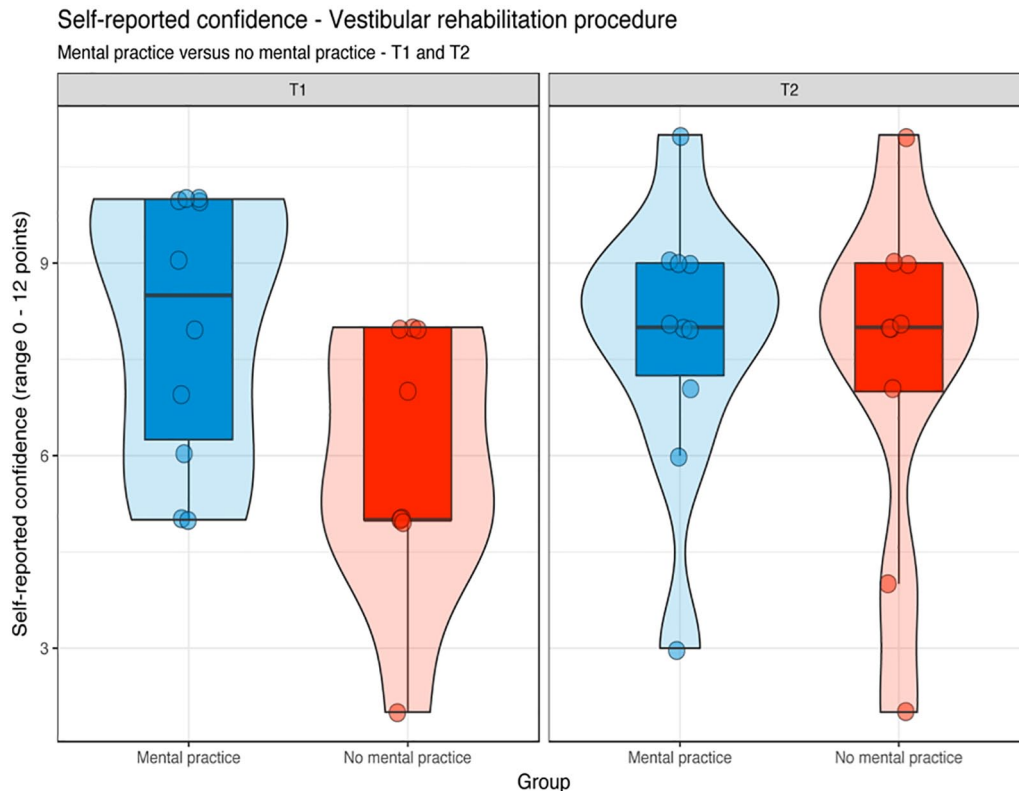 Self-reported confidence - Vestibular rehabilitation procedure
Mental practice versus no mental practice - T1 and T2
T1
T2
Self-reported confidence (range 0 - 12 points)
9
6
3
Mental practice
No mental practice
Mental practice
No mental practice
Group